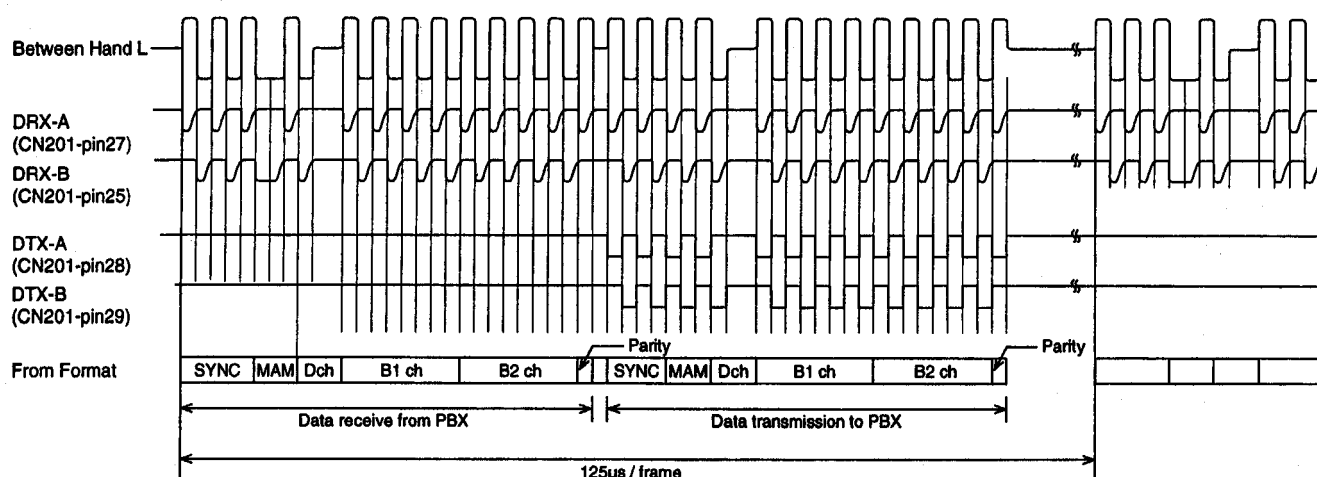 Between Hand L
DRX-A
(CN201-pin27)
DRX-B
(CN201-pin25)
DTX-A
(CN201-pin28)
DTX-B
(CN201-pin29)
Parity
Parity
From Format
SYNC MAM Dch B1 ch B2 ch SYNC MAM Dch B1 ch B2 ch
Data receive from PBX
Data transmission to PBX
125μs / frame